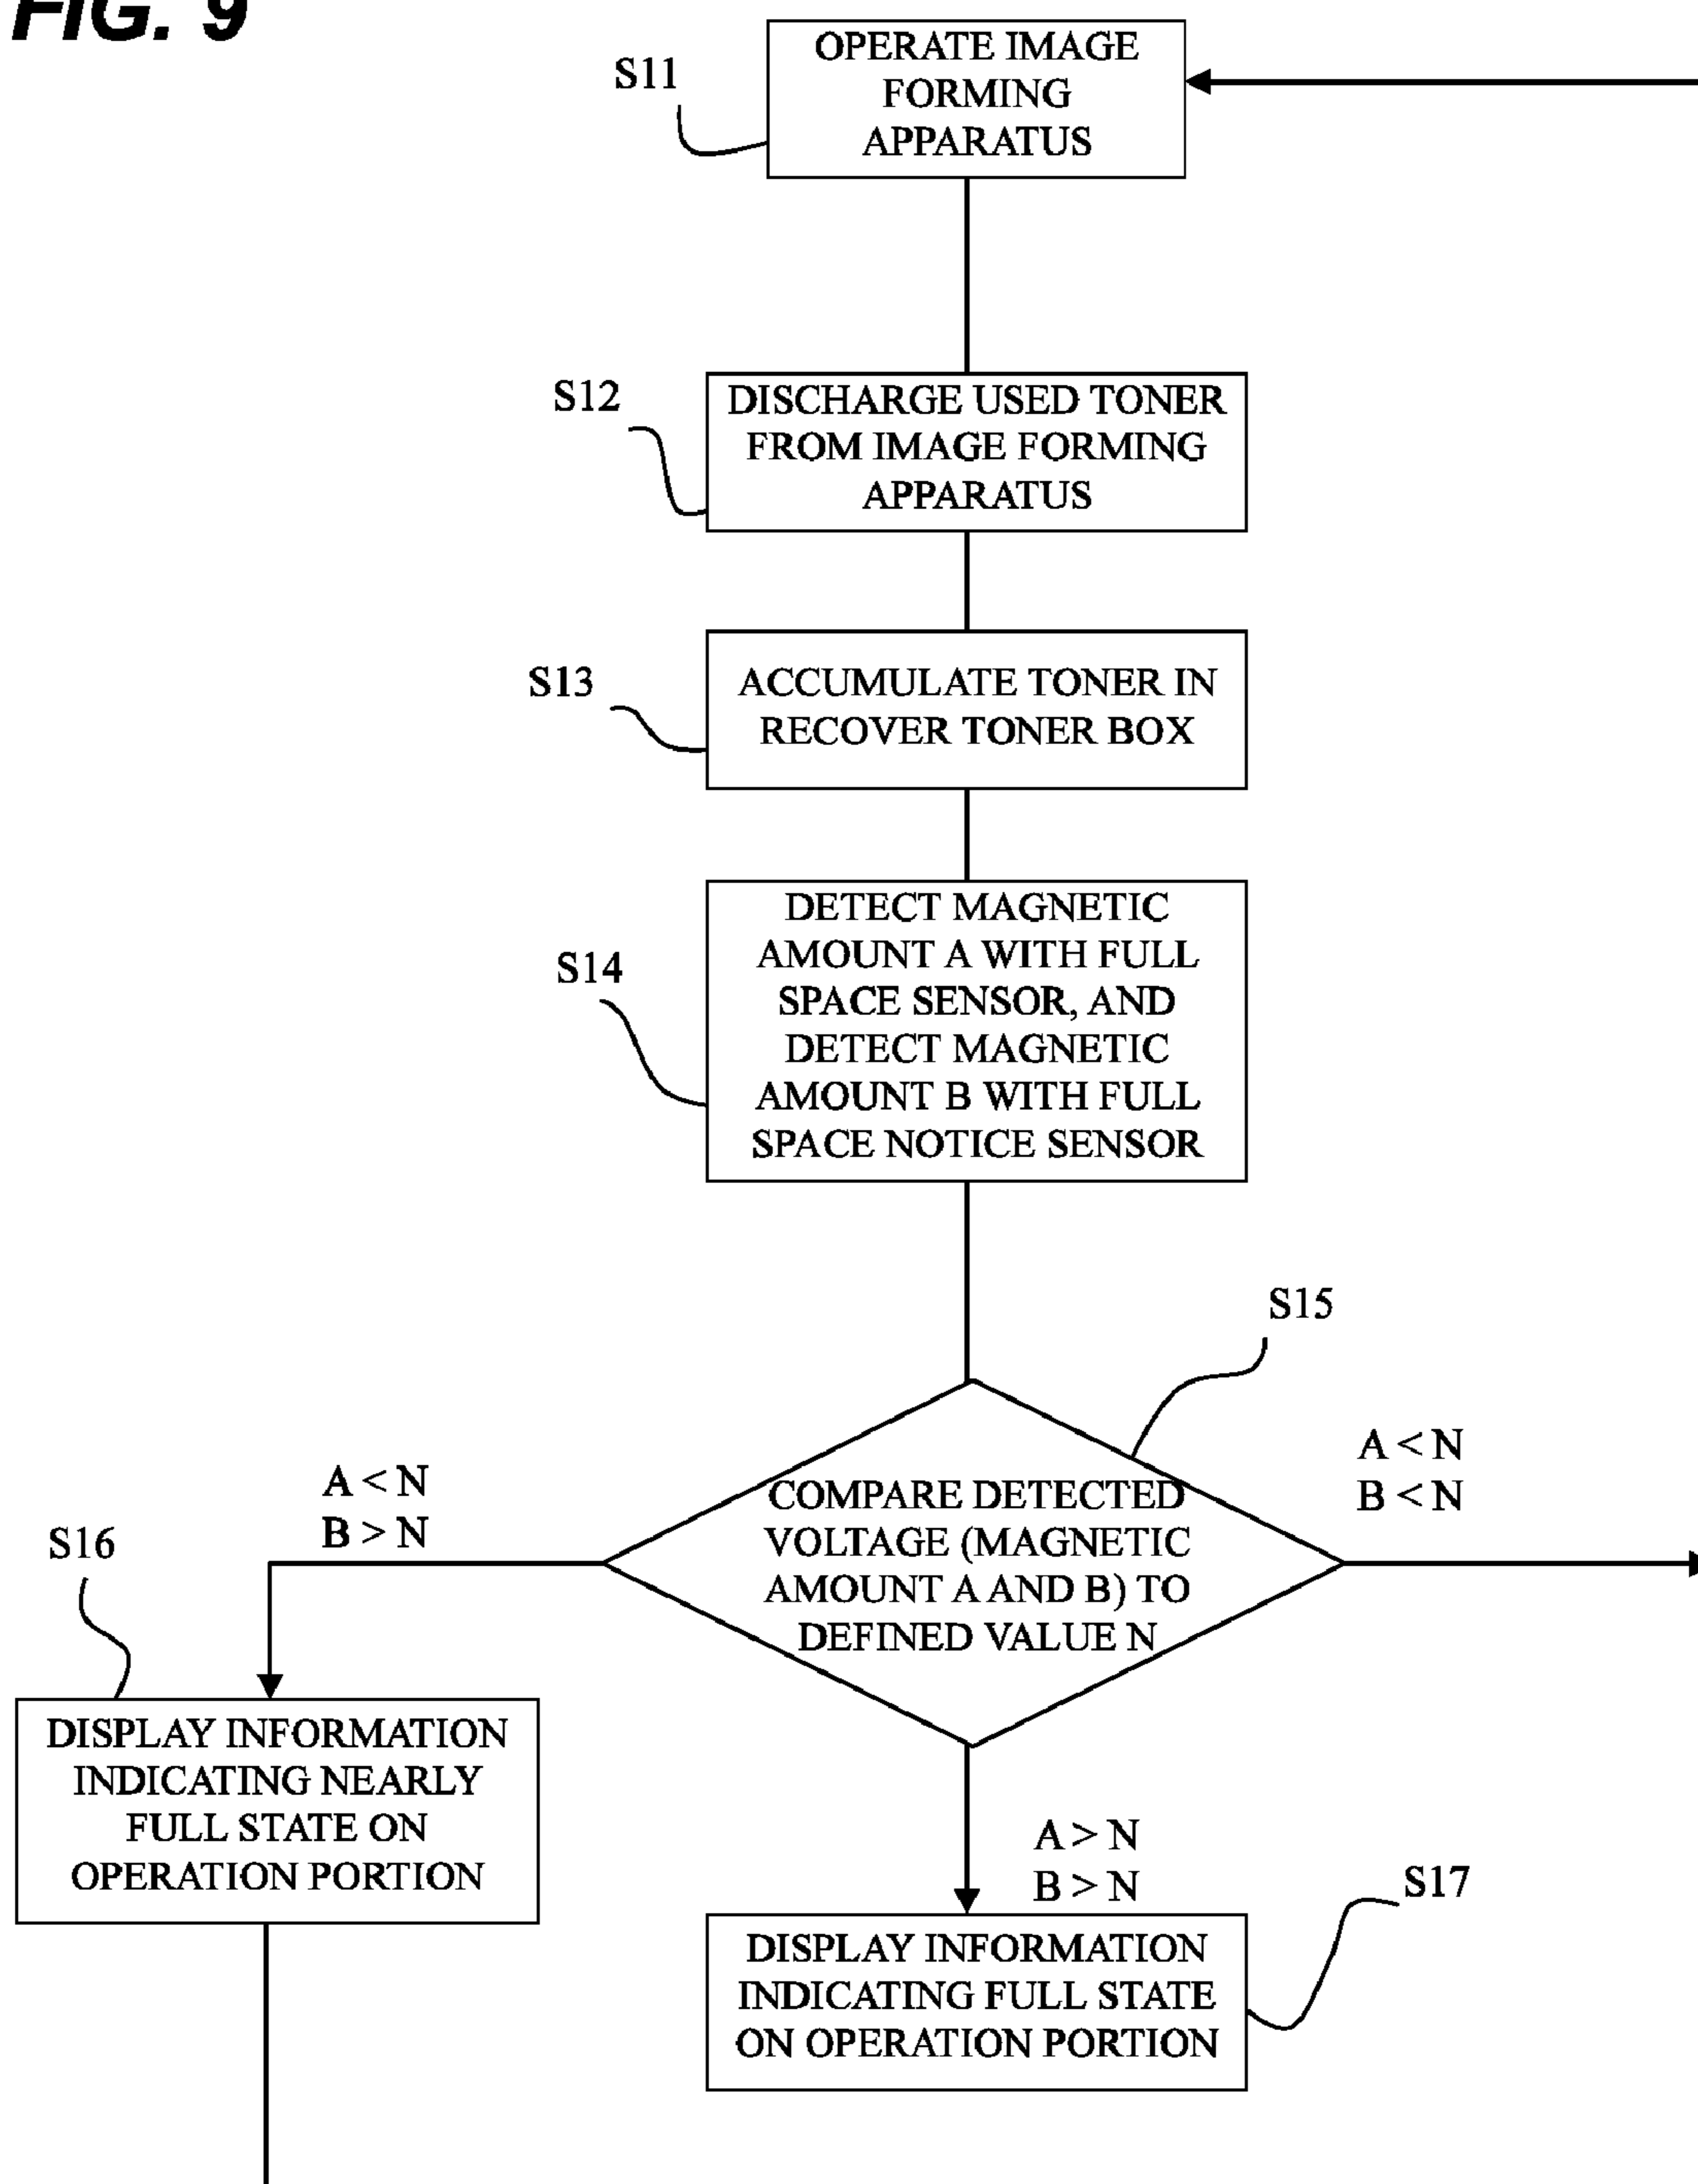 FIG. 9
S11
OPERATE IMAGE
FORMING
APPARATUS
S12
DISCHARGE USED TONER
FROM IMAGE FORMING
APPARATUS
S13
ACCUMULATE TONER IN
RECOVER TONER BOX
S14
DETECT MAGNETIC
AMOUNT A WITH FULL
SPACE SENSOR, AND
DETECT MAGNETIC
AMOUNT B WITH FULL
SPACE NOTICE SENSOR
S15
COMPARE DETECTED
VOLTAGE (MAGNETIC
AMOUNT A AND B) TO
DEFINED VALUE N
A < N
B < N
A < N
B > N
S16
DISPLAY INFORMATION
INDICATING NEARLY
FULL STATE ON
OPERATION PORTION
A > N
B > N
S17
DISPLAY INFORMATION
INDICATING FULL STATE
ON OPERATION PORTION